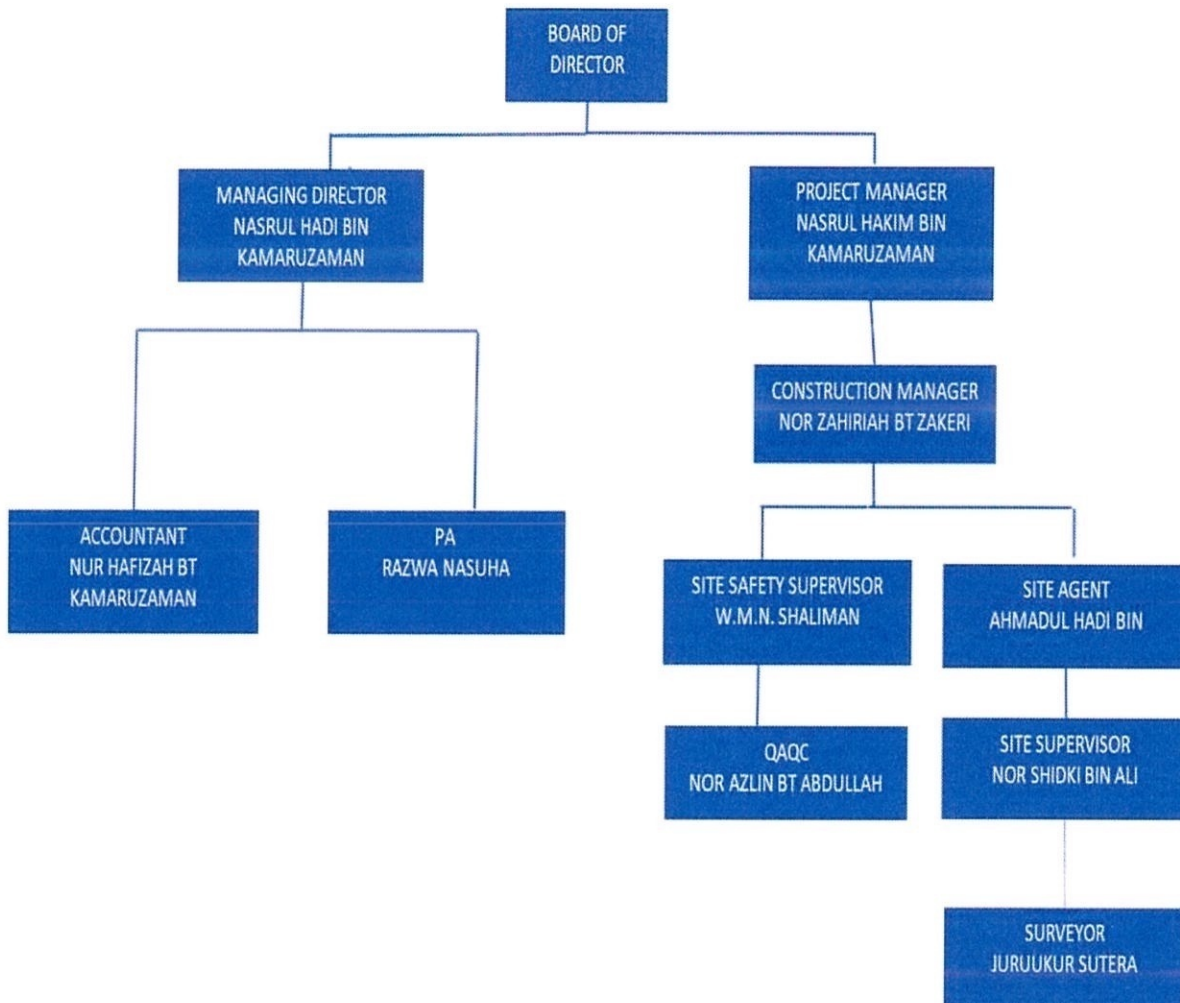 BOARD OF
DIRECTOR
MANAGING DIRECTOR
NASRUL HADI BIN
KAMARUZAMAN
PROJECT MANAGER
NASRUL HAKIM BIN
KAMARUZAMAN
CONSTRUCTION MANAGER
NOR ZAHIRIAH BT ZAKERI
ACCOUNTANT
NUR HAFIZAH BT
KAMARUZAMAN
PA
RAZWA NASUHA
SITE SAFETY SUPERVISOR
W.M.N. SHALIMAN
SITE AGENT
AHMADUL HADI BIN
QAQC
NOR AZLIN BT ABDULLAH
SITE SUPERVISOR
NOR SHIDKI BIN ALI
SURVEYOR
JURUUKUR SUTERA